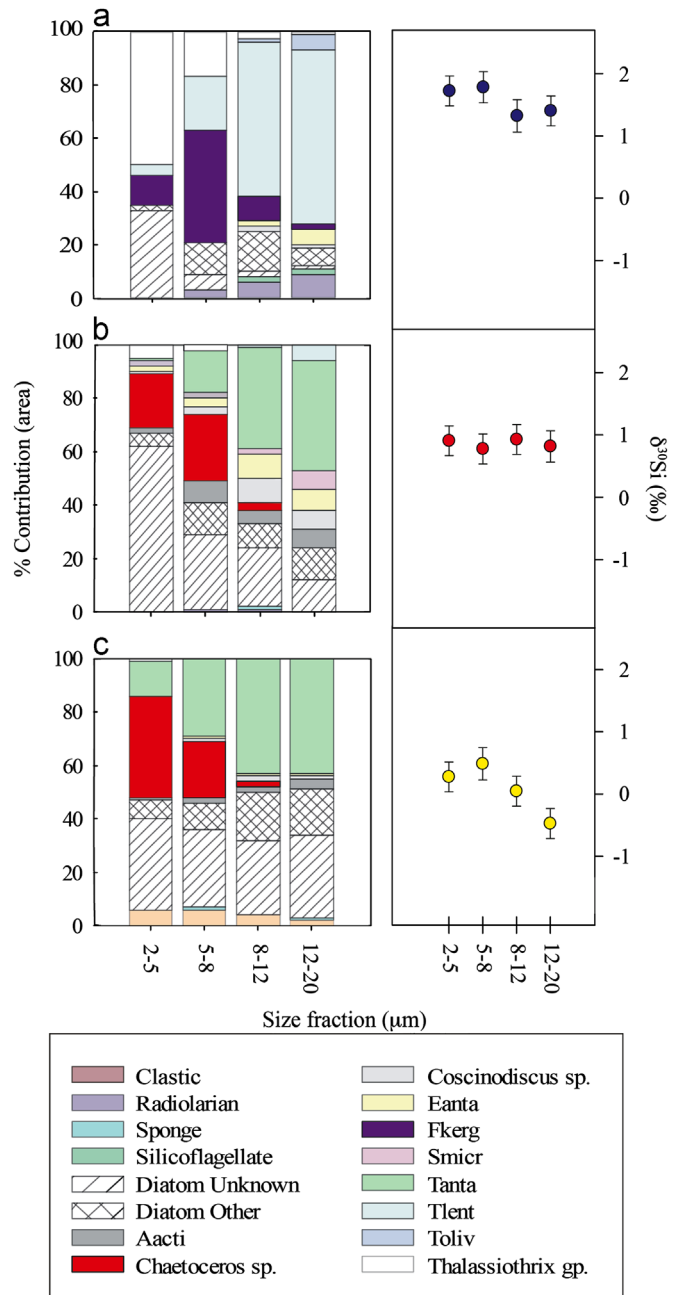 a
100
80
60
40
20
0
2
1
0
-1
b
100
80
60
40
20
0
2
1
0
-1
c
100
80
60
40
20
0
2
1
0
-1
% Contribution (area)
δ³⁰Si (‰)
2-5
5-8
8-12
12-20
2-5
5-8
8-12
12-20
Size fraction (μm)
Clastic
Radiolarian
Sponge
Silicoflagellate
Diatom Unknown
Diatom Other
Aacti
Chaetoceros sp.
Coscinodiscus sp.
Eanta
Fkerg
Smicr
Tanta
Tlent
Toliv
Thalassiothrix gp.